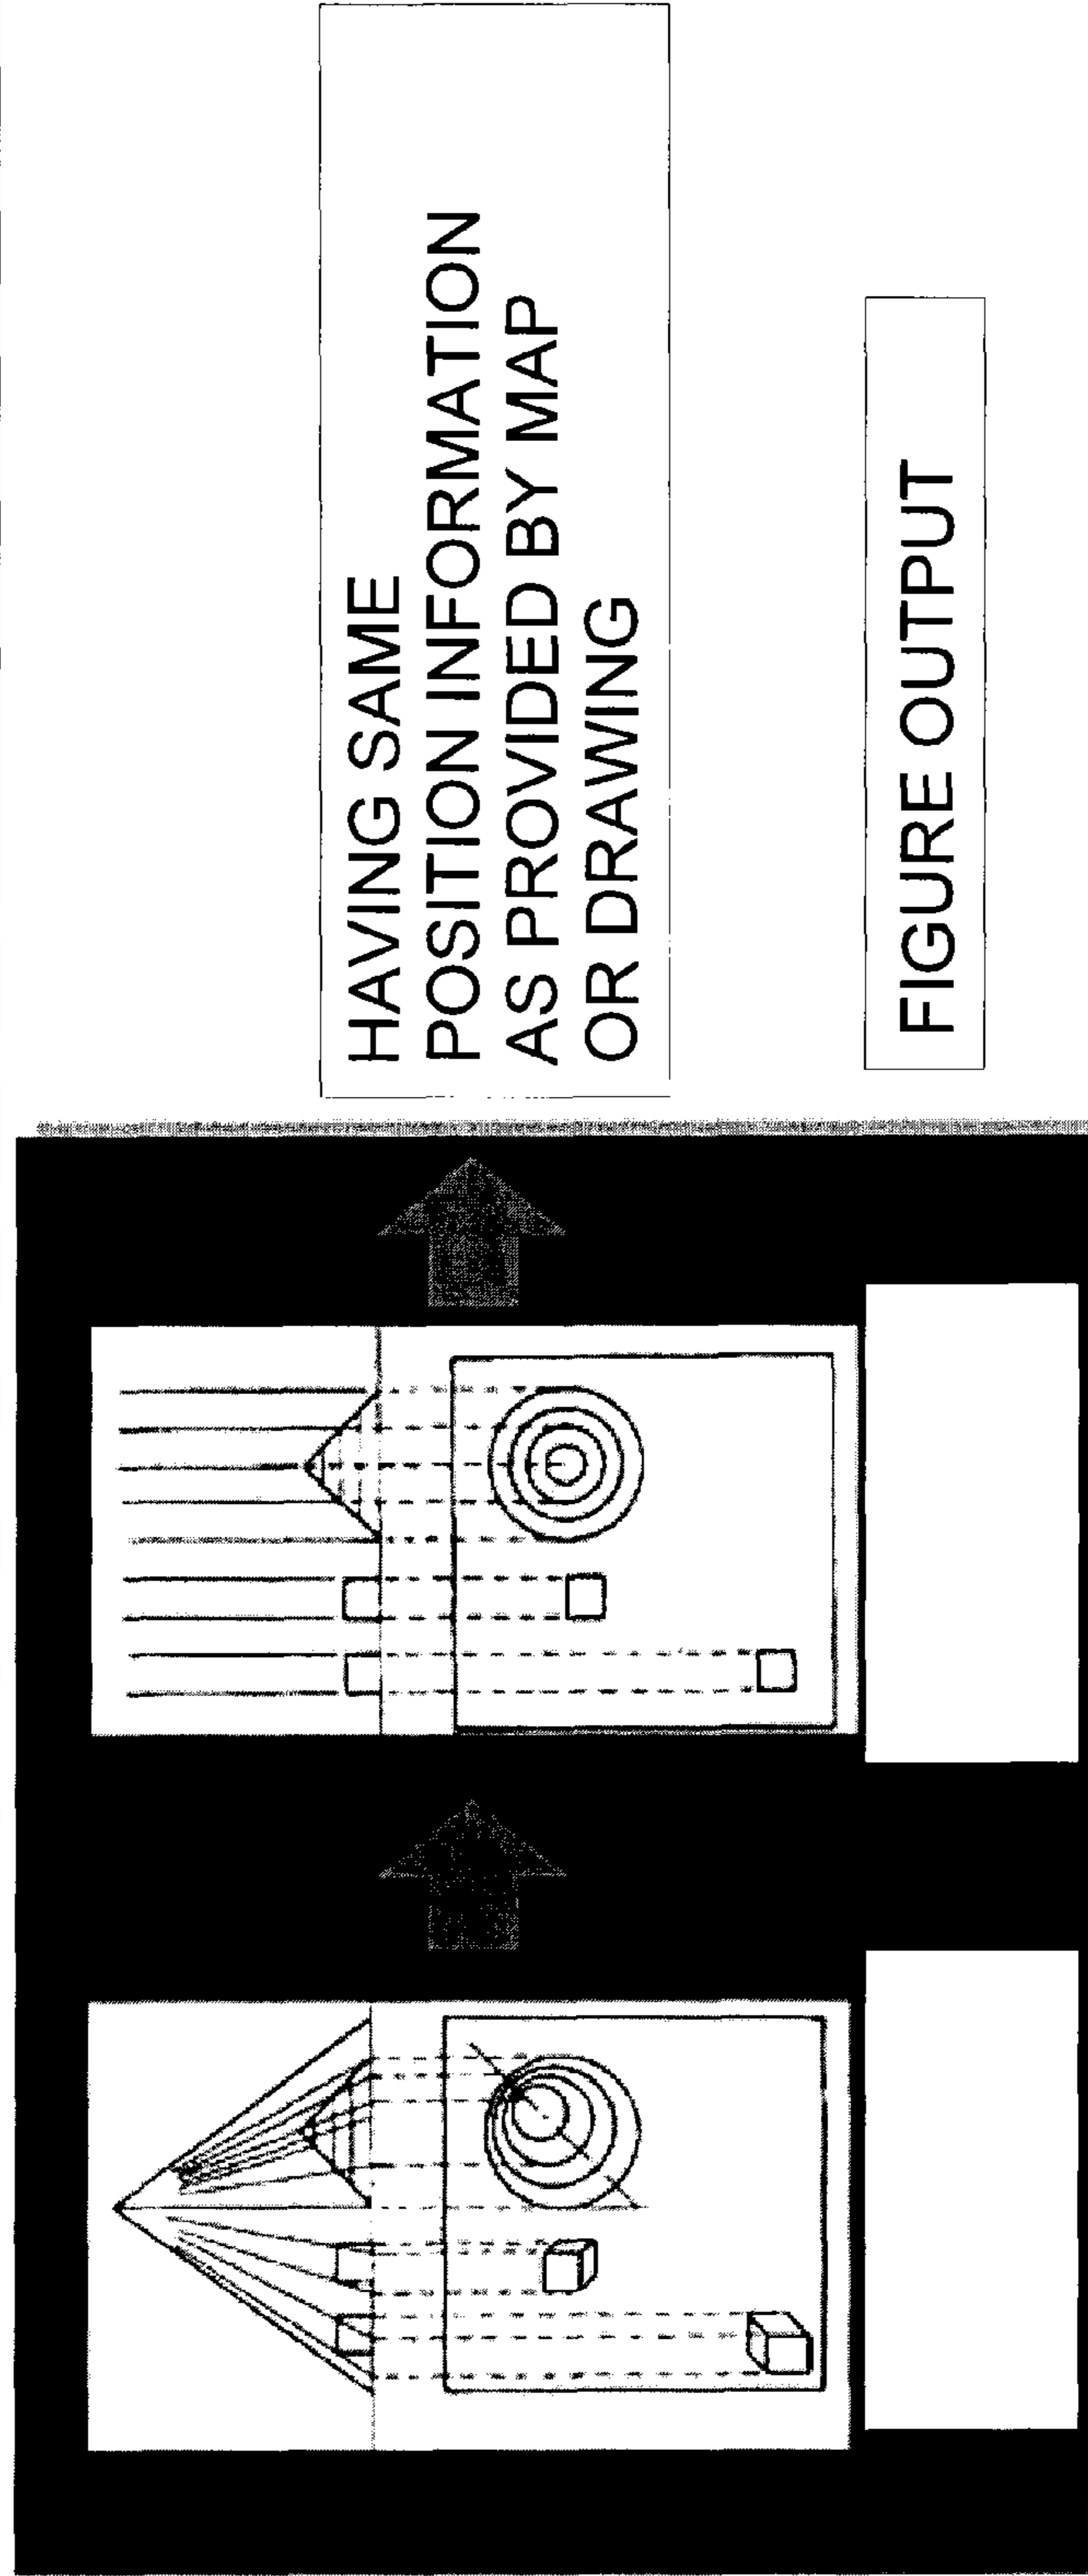 HAVING SAME
POSITION INFORMATION
AS PROVIDED BY MAP
OR DRAWING
FIGURE OUTPUT